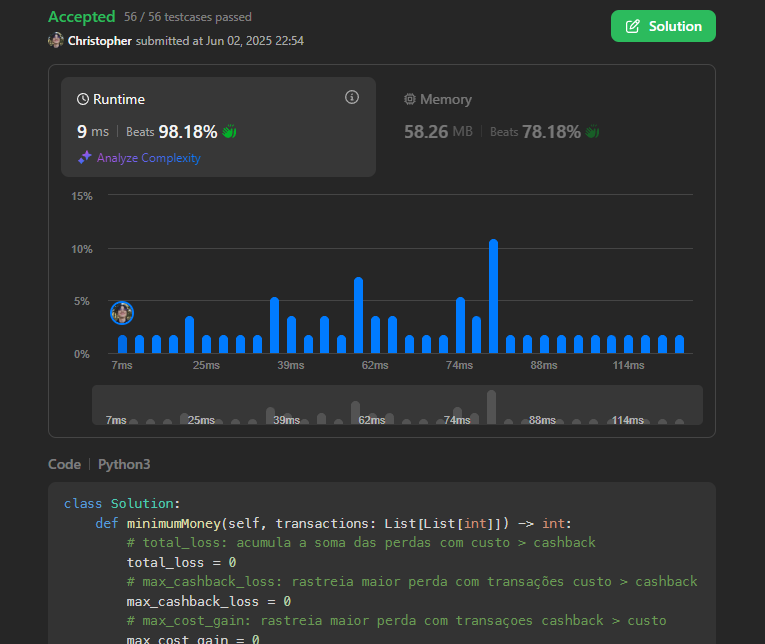 Accepted 56 / 56 testcases passed
Christopher submitted at Jun 02, 2025 22:54
Solution
Runtime
9 ms | Beats 98.18%
Analyze Complexity
Memory
58.26 MB | Beats 78.18%
15%
10%
5%
0%
7ms 25ms 39ms 62ms 74ms 88ms 114ms
7ms 25ms 39ms 62ms 74ms 88ms 114ms
Code | Python3
class Solution:
    def minimumMoney(self, transactions: List[List[int]]) -> int:
        # total_loss: acumula a soma das perdas com custo > cashback
        total_loss = 0
        # max_cashback_loss: rastreia maior perda com transações custo > cashback
        max_cashback_loss = 0
        # max_cost_gain: rastreia maior perda com transaçoes cashback > custo
        max_cost_gain = 0